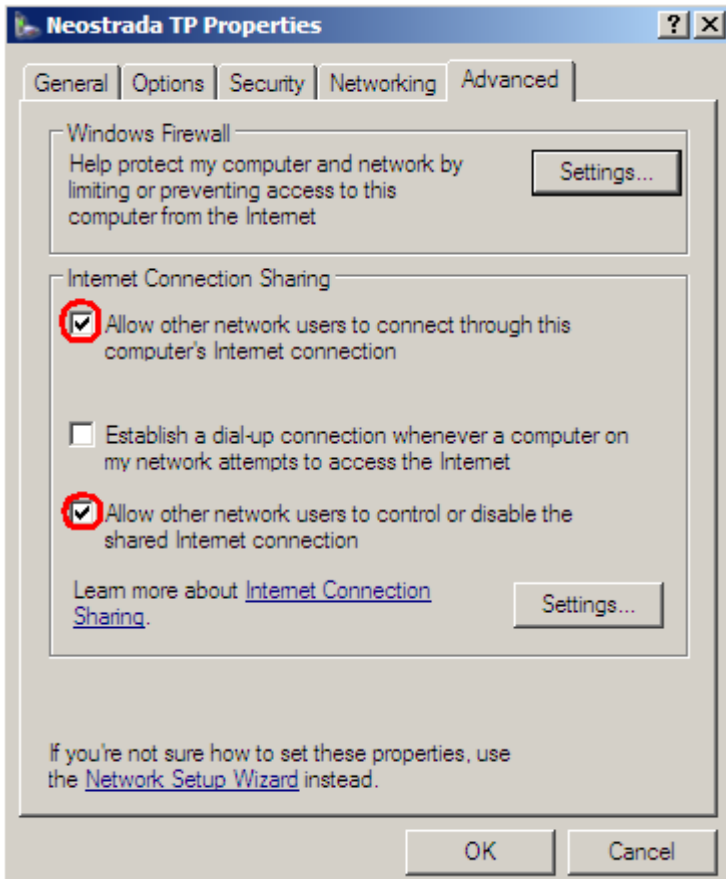 Neostrada TP Properties
General Options Security Networking Advanced
Windows Firewall
Help protect my computer and network by
limiting or preventing access to this
computer from the Internet
Settings...
Internet Connection Sharing
Allow other network users to connect through this
computer's Internet connection
Establish a dial-up connection whenever a computer on
my network attempts to access the Internet
Allow other network users to control or disable the
shared Internet connection
Learn more about Internet Connection
Sharing.
Settings...
If you're not sure how to set these properties, use
the Network Setup Wizard instead.
OK Cancel